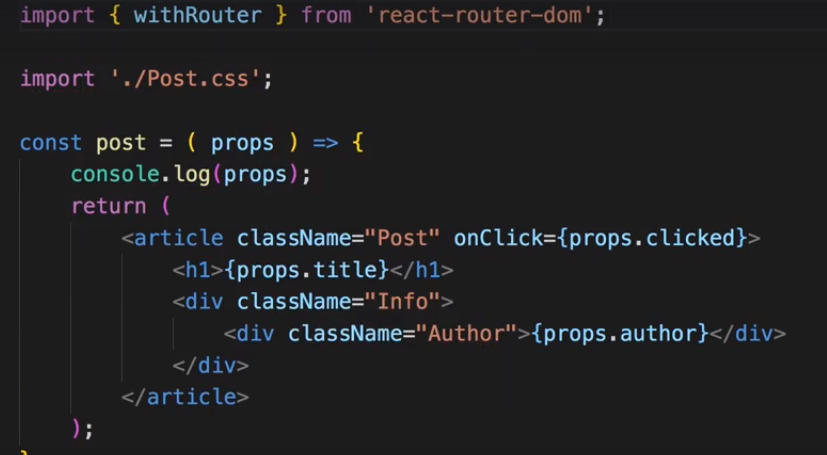 import { withRouter } from 'react-router-dom';
import './Post.css';
const post = ( props ) => {
console.log(props);
return (
<article className="Post" onClick={props.clicked}>
<h1>{props.title}</h1>
<div className="Info">
<div className="Author">{props.author}</div>
</div>
</article>
);
}